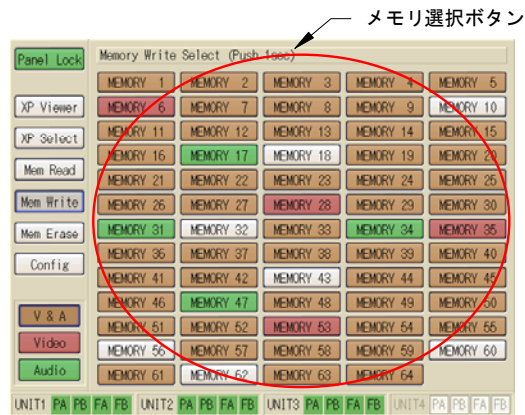 メモリ選択ボタン
Panel Lock
Memory Write Select (Push 1sec)
MEMORY 1 MEMORY 2 MEMORY 3 MEMORY 4 MEMORY 5
XP Viewer MEMORY 6 MEMORY 7 MEMORY 8 MEMORY 9 MEMORY 10
XP Select MEMORY 11 MEMORY 12 MEMORY 13 MEMORY 14 MEMORY 15
MEMORY 16 MEMORY 17 MEMORY 18 MEMORY 19 MEMORY 20
Mem Read MEMORY 21 MEMORY 22 MEMORY 23 MEMORY 24 MEMORY 25
Mem Write MEMORY 26 MEMORY 27 MEMORY 28 MEMORY 29 MEMORY 30
Mem Erase MEMORY 31 MEMORY 32 MEMORY 33 MEMORY 34 MEMORY 35
MEMORY 36 MEMORY 37 MEMORY 38 MEMORY 39 MEMORY 40
Config MEMORY 41 MEMORY 42 MEMORY 43 MEMORY 44 MEMORY 45
MEMORY 46 MEMORY 47 MEMORY 48 MEMORY 49 MEMORY 50
V & A MEMORY 51 MEMORY 52 MEMORY 53 MEMORY 54 MEMORY 55
Video MEMORY 56 MEMORY 57 MEMORY 58 MEMORY 59 MEMORY 60
Audio MEMORY 61 MEMORY 62 MEMORY 63 MEMORY 64
UNIT1 PA PB FA FB UNIT2 PA PB FA FB UNIT3 PA PB FA FB UNIT4 PA PB FA FB